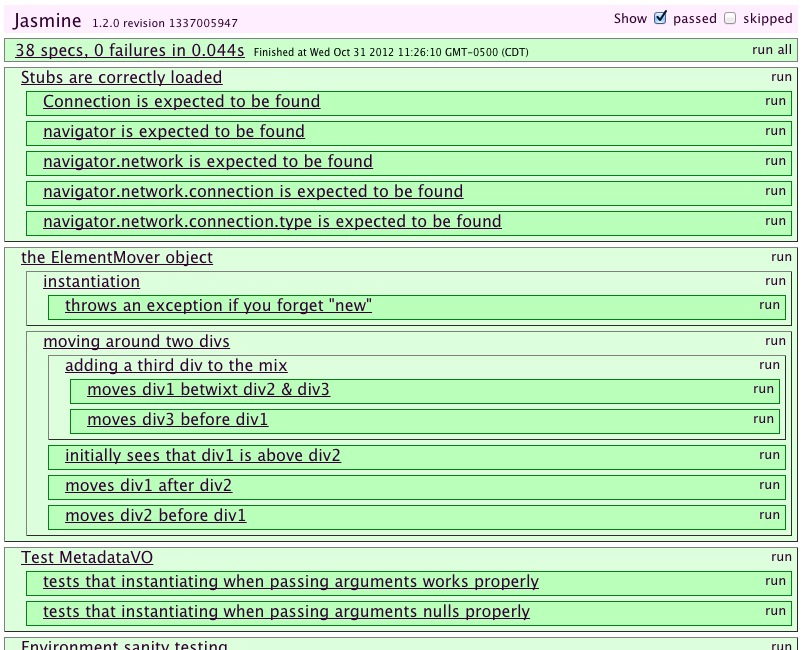 Jasmine 1.2.0 revision 1337005947 Show passed skipped
38 specs, 0 failures in 0.044s Finished at Wed Oct 31 2012 11:26:10 GMT-0500 (CDT) run all
Stubs are correctly loaded run
Connection is expected to be found run
navigator is expected to be found run
navigator.network is expected to be found run
navigator.network.connection is expected to be found run
navigator.network.connection.type is expected to be found run
the ElementMover object run
instantiation run
throws an exception if you forget "new" run
moving around two divs run
adding a third div to the mix run
moves div1 betwixt div2 & div3 run
moves div3 before div1 run
initially sees that div1 is above div2 run
moves div1 after div2 run
moves div2 before div1 run
Test MetadataVO run
tests that instantiating when passing arguments works properly run
tests that instantiating when passing arguments nulls properly run
Environment sanity testing run